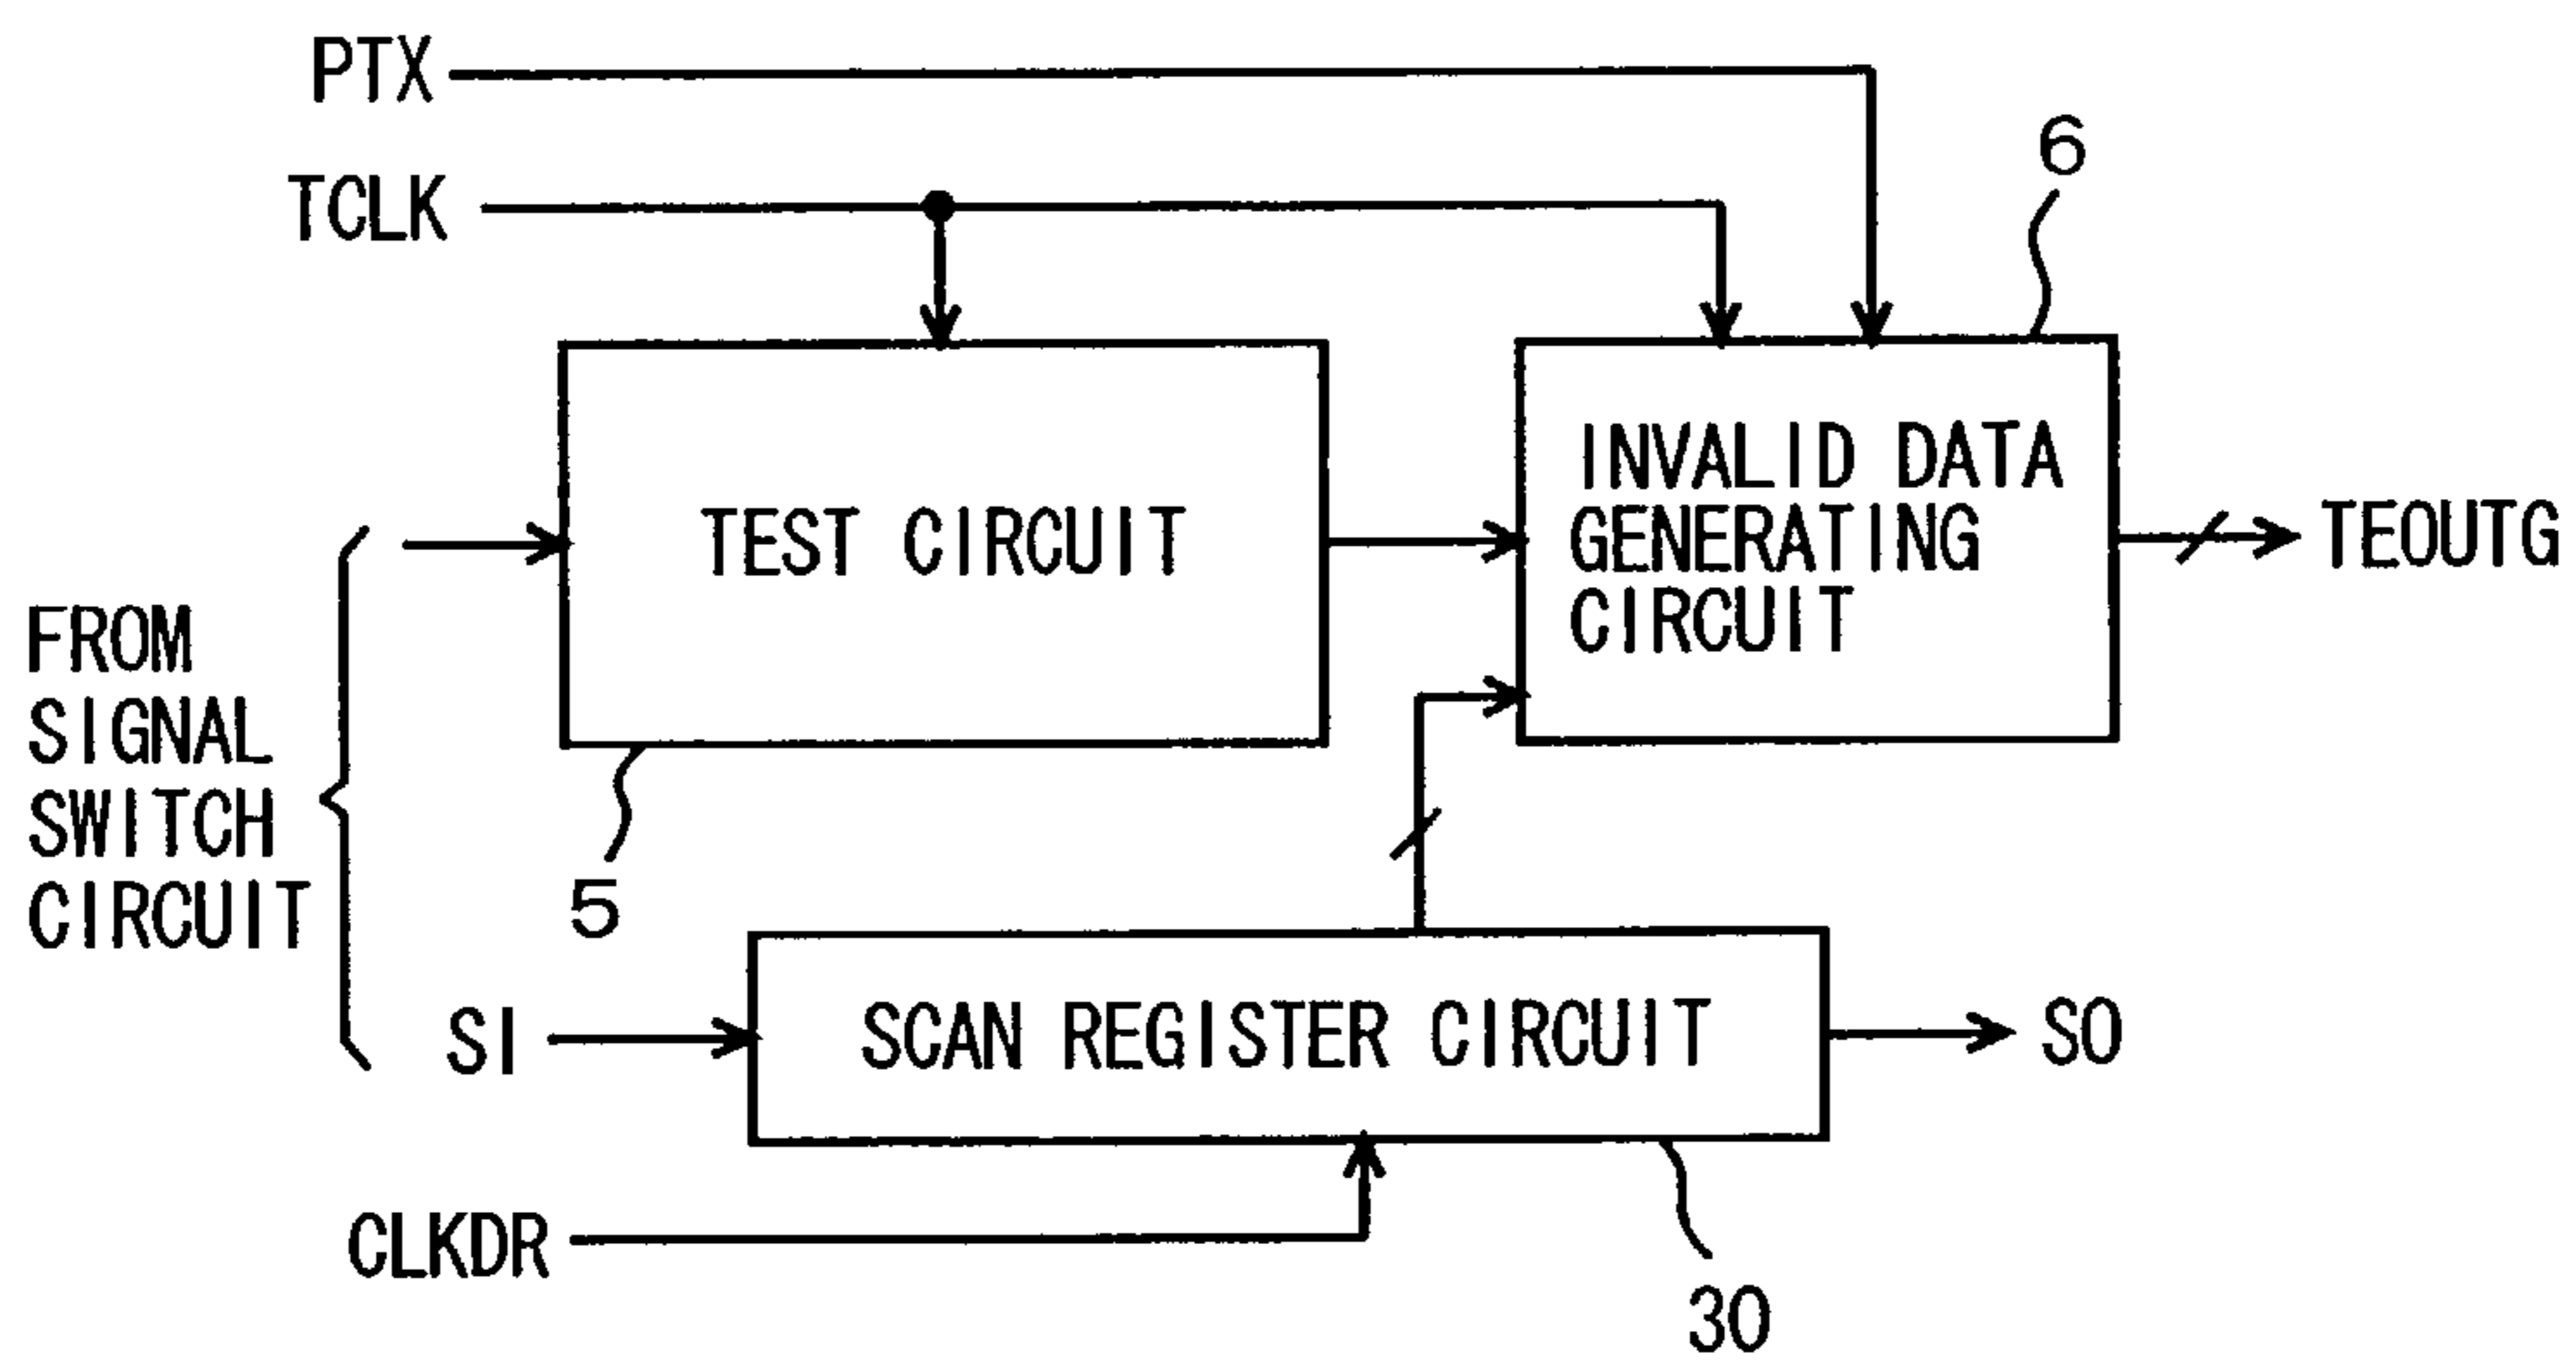 PTX
TCLK
6
TEST CIRCUIT
INVALID DATA
GENERATING
CIRCUIT
TEOUTG
FROM
SIGNAL
SWITCH
CIRCUIT
5
SI
SCAN REGISTER CIRCUIT
SO
CLKDR
30